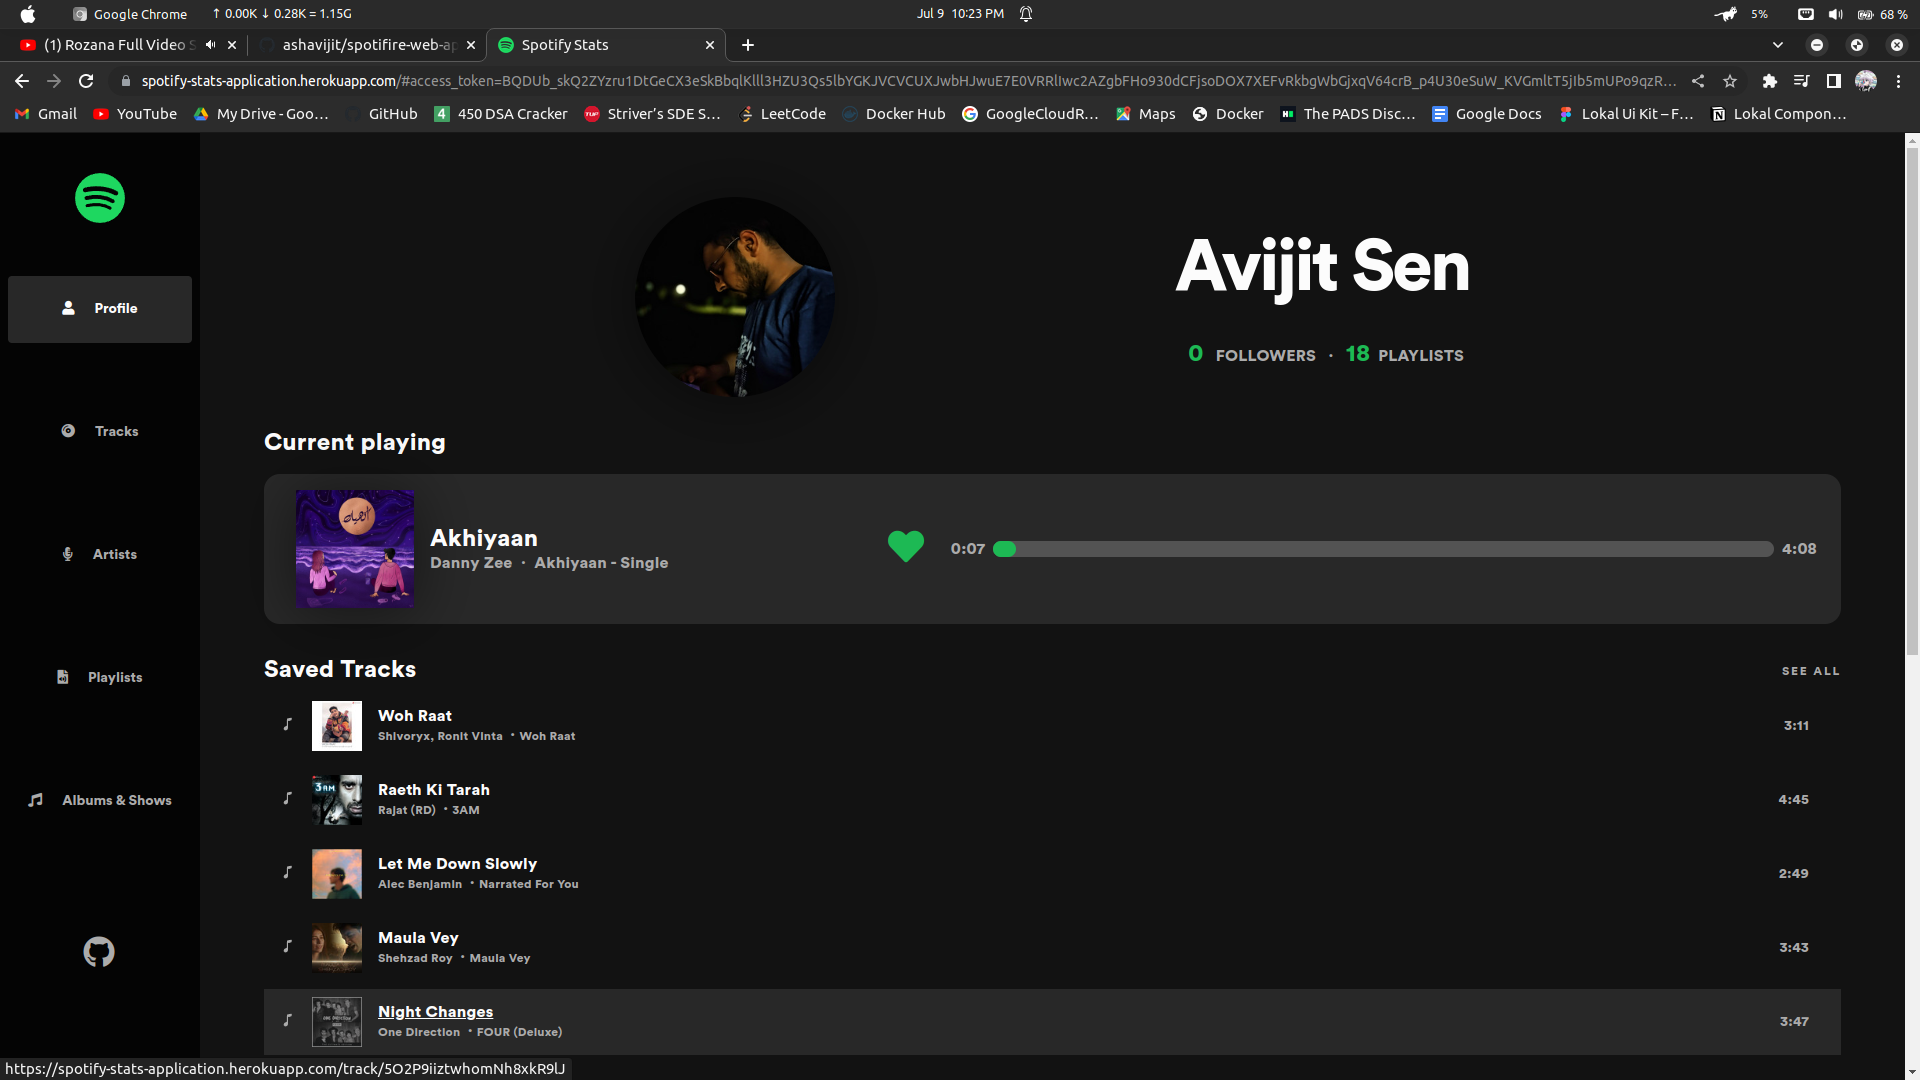 Google Chrome ↑ 0.00K ↓ 0.28K = 1.15G Jul 9 10:23 PM 5% 68 %
(1) Rozana Full Video S ashavijit/spotifire-web-ap Spotify Stats
spotify-stats-application.herokuapp.com/#access_token=
Gmail YouTube My Drive - Goo… GitHub 450 DSA Cracker Striver's SDE S… LeetCode Docker Hub GoogleCloudR… Maps Docker The PADS Disc… Google Docs Lokal Ui Kit – F… Lokal Compon…
Avijit Sen
0 FOLLOWERS · 18 PLAYLISTS
Profile
Tracks
Artists
Playlists
Albums & Shows
Current playing
Akhiyaan
Danny Zee · Akhiyaan - Single
0:07 4:08
Saved Tracks SEE ALL
Woh Raat
Shivoryx, Ronit Vinta · Woh Raat
3:11
3AM
Raeth Ki Tarah
Rajat (RD) · 3AM
4:45
Let Me Down Slowly
Alec Benjamin · Narrated For You
2:49
Maula Vey
Shehzad Roy · Maula Vey
3:43
Night Changes
One Direction · FOUR (Deluxe)
3:47
https://spotify-stats-application.herokuapp.com/track/5O2P9iiztwhomNh8xkR9lJ